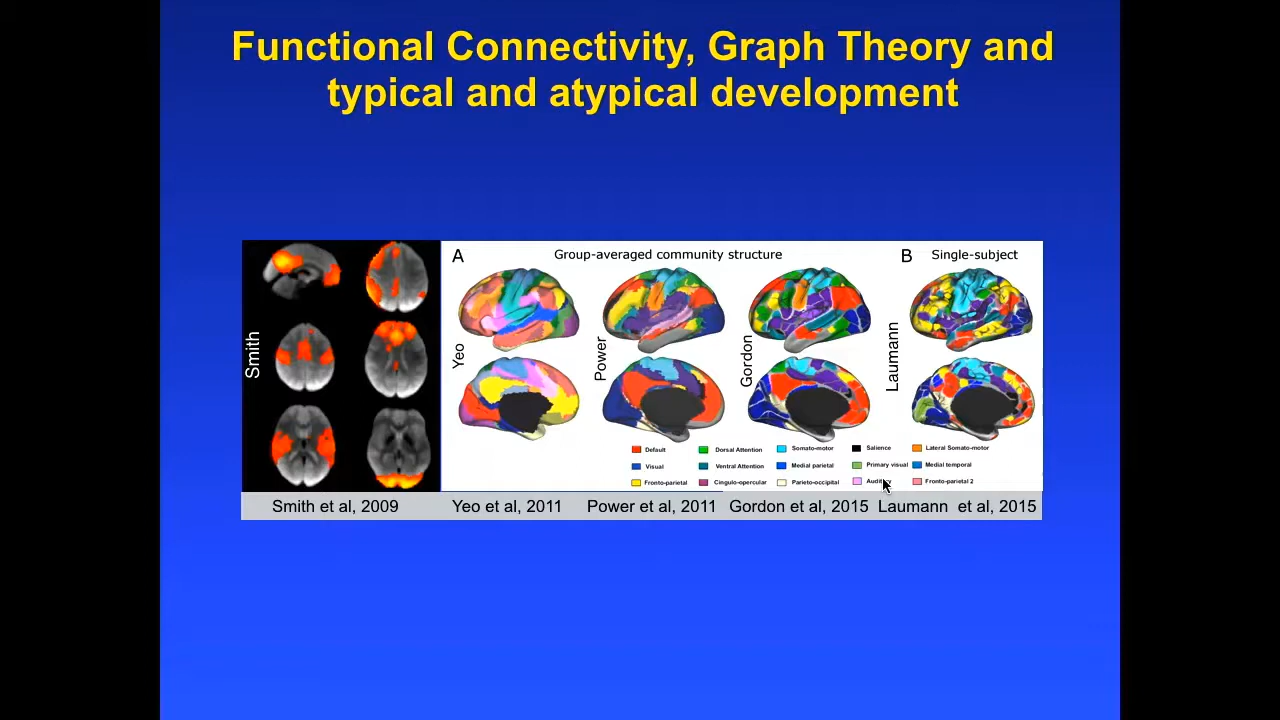 Functional Connectivity, Graph Theory and
typical and atypical development
Smith
A
Group-averaged community structure
B
Single-subject
Yeo
Power
Gordon
Laumann
Default
Dorsal Attention
Somato-motor
Salience
Lateral Somato-motor
Visual
Ventral Attention
Medial parietal
Primary visual
Medial temporal
Fronto-parietal
Cingulo-opercular
Parieto-occipital
Fronto-parietal 2
Smith et al, 2009
Yeo et al, 2011
Power et al, 2011
Gordon et al, 2015
Laumann et al, 2015